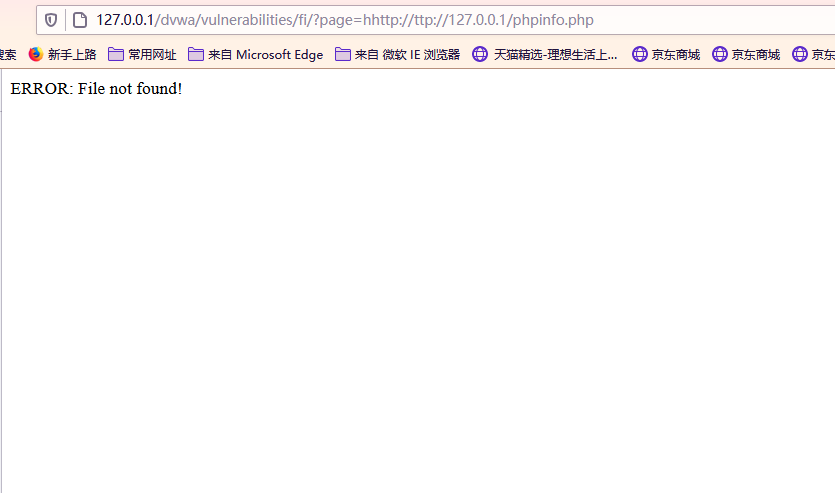 127.0.0.1/dvwa/vulnerabilities/fi/?page=hhttp://ttp://127.0.0.1/phpinfo.php
搜索 新手上路 常用网址 来自 Microsoft Edge 来自 微软 IE 浏览器 天猫精选-理想生活上... 京东商城 京东商城 京东
ERROR: File not found!